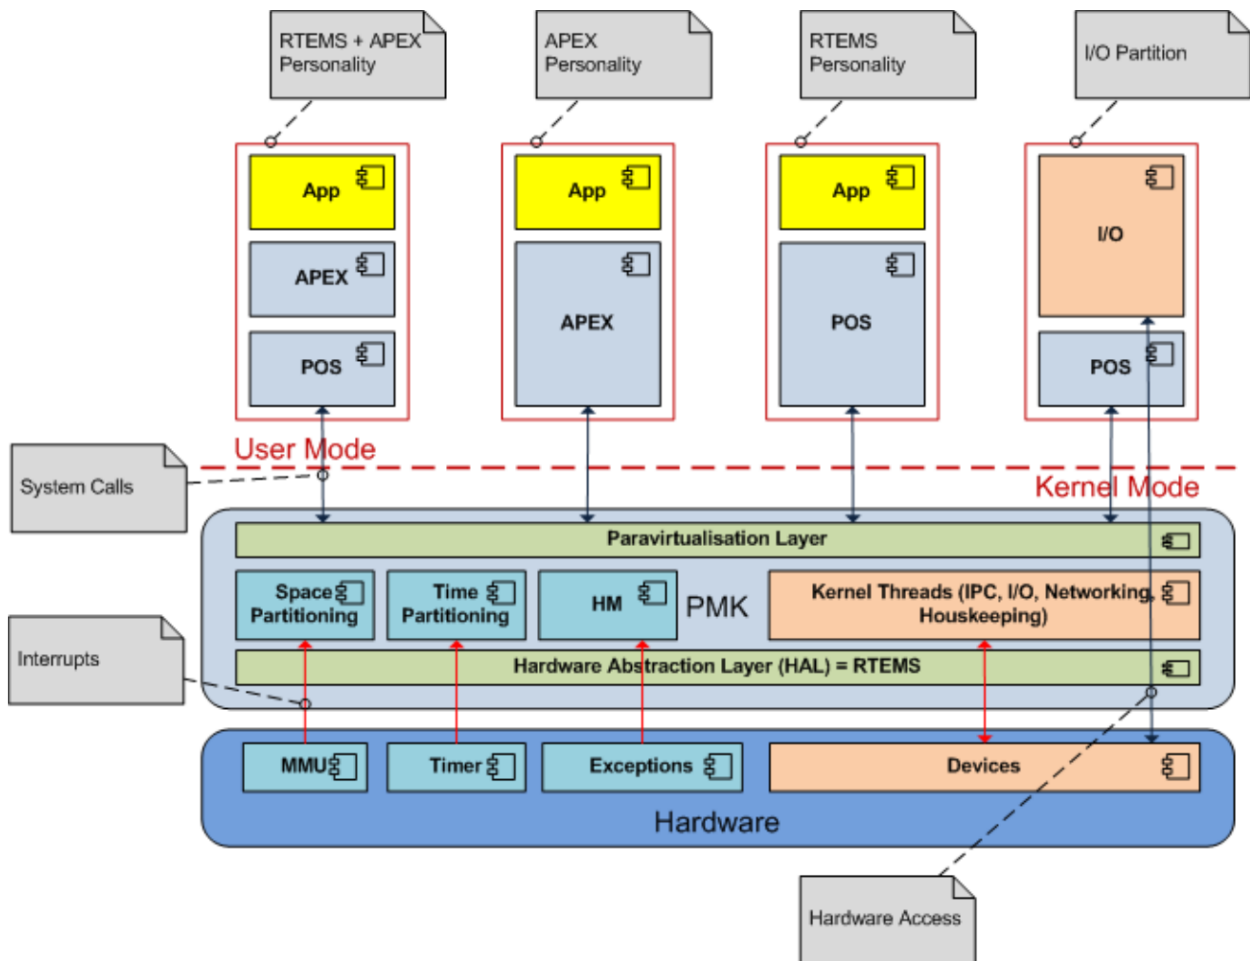 RTEMS + APEX
Personality
APEX
Personality
RTEMS
Personality
I/O Partition
App
App
App
I/O
APEX
APEX
POS
POS
POS
User Mode
System Calls
Kernel Mode
Paravirtualisation Layer
Space
Partitioning
Time
Partitioning
HM
PMK
Kernel Threads (IPC, I/O, Networking,
Houskeeping)
Interrupts
Hardware Abstraction Layer (HAL) = RTEMS
MMU
Timer
Exceptions
Devices
Hardware
Hardware Access